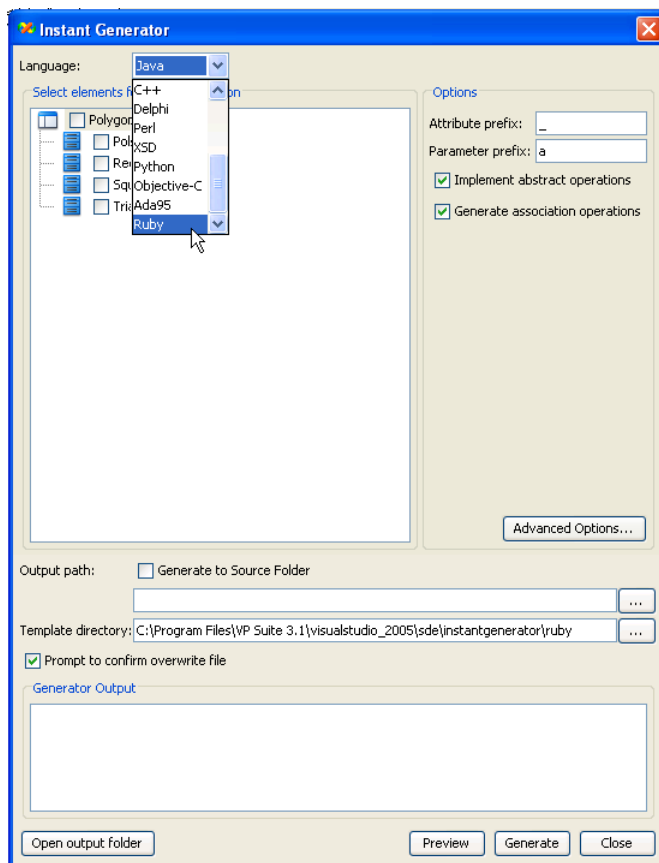 Instant Generator
Language: Java
Select elements f on
C++
Delphi
Perl
XSD
Python
Objective-C
Ada95
Ruby
Polygon
Pol
Re
Squ
Tria
Options
Attribute prefix: _
Parameter prefix: a
Implement abstract operations
Generate association operations
Advanced Options...
Output path: Generate to Source Folder
...
Template directory: C:\Program Files\VP Suite 3.1\visualstudio_2005\sde\instantgenerator\ruby ...
Prompt to confirm overwrite file
Generator Output
Open output folder Preview Generate Close